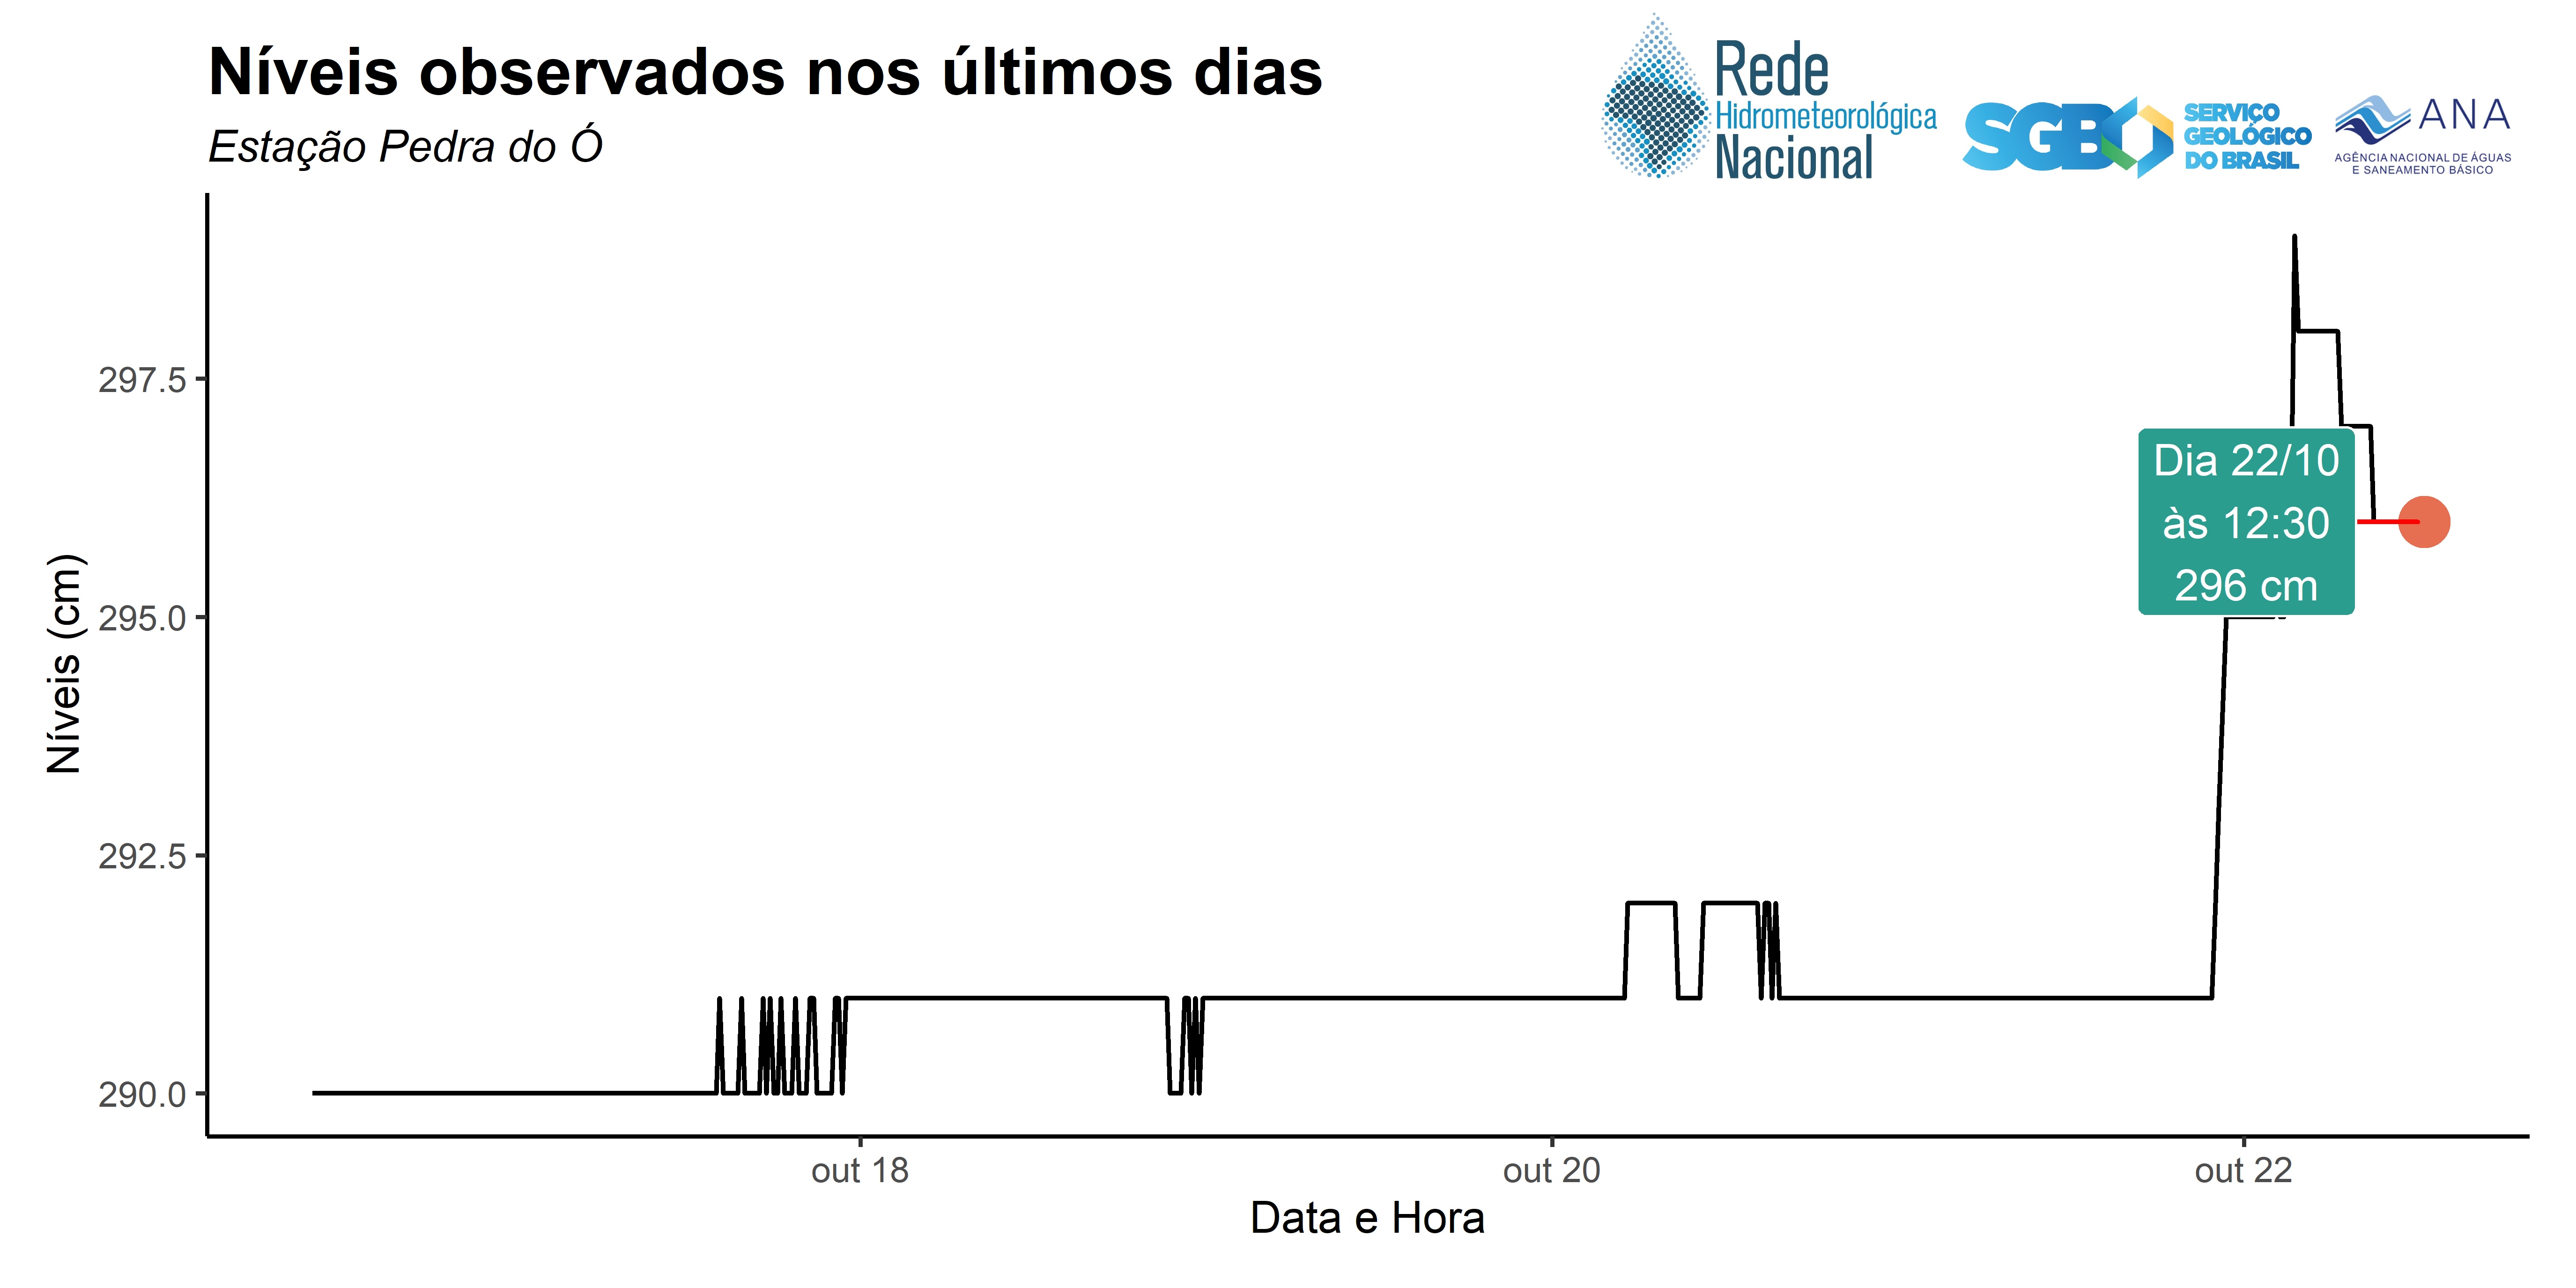 Níveis observados nos últimos dias
Estação Pedra do Ó
Rede
Hidrometeorológica
Nacional
SGB
SERVIÇO
GEOLÓGICO
DO BRASIL
ANA
AGÊNCIA NACIONAL DE ÁGUAS
E SANEAMENTO BÁSICO
Níveis (cm)
297.5
295.0
292.5
290.0
Dia 22/10
às 12:30
296 cm
out 18
out 20
out 22
Data e Hora